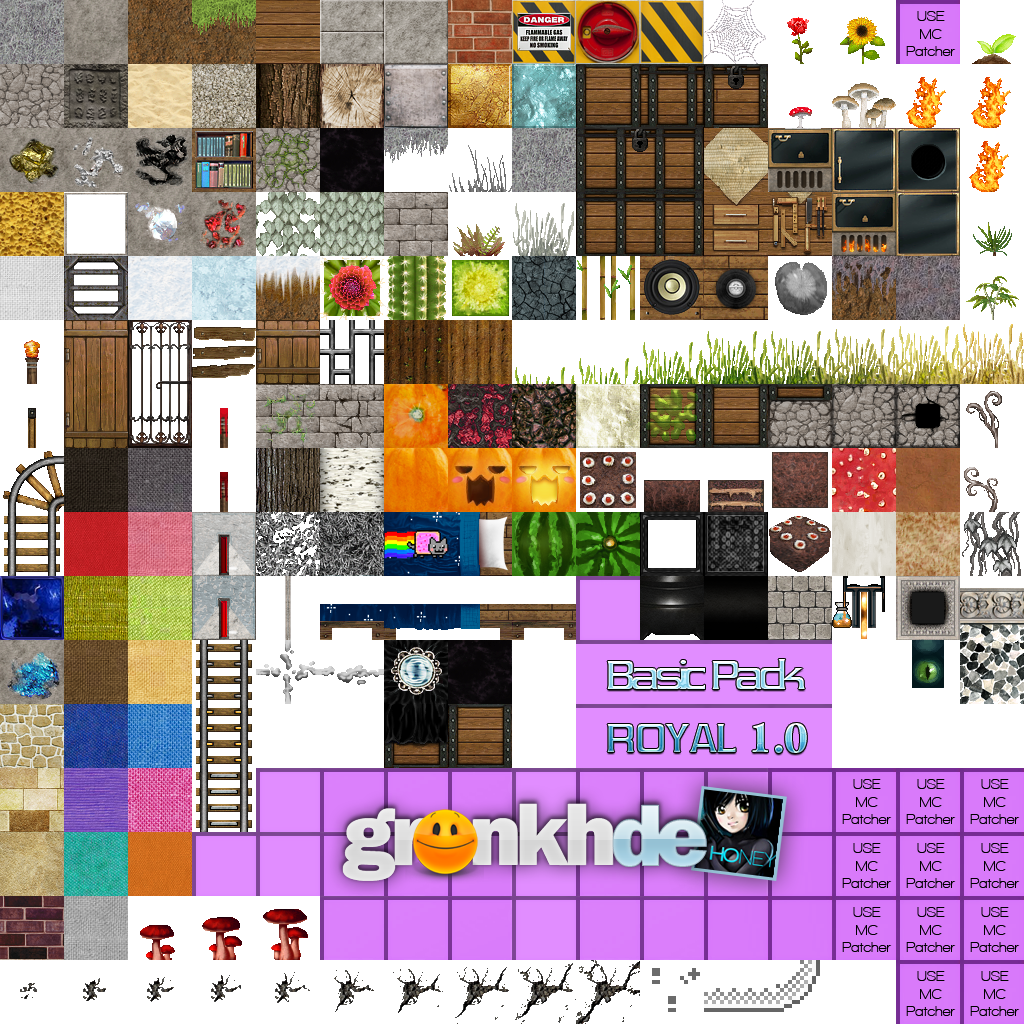 USE
MC
Patcher
DANGER
FLAMMABLE GAS
KEEP FIRE OR FLAME AWAY
NO SMOKING
Basic Pack
ROYAL 1.0
USE
MC
Patcher
USE
MC
Patcher
USE
MC
Patcher
gronkhde
HONEY
USE
MC
Patcher
USE
MC
Patcher
USE
MC
Patcher
USE
MC
Patcher
USE
MC
Patcher
USE
MC
Patcher
USE
MC
Patcher
USE
MC
Patcher